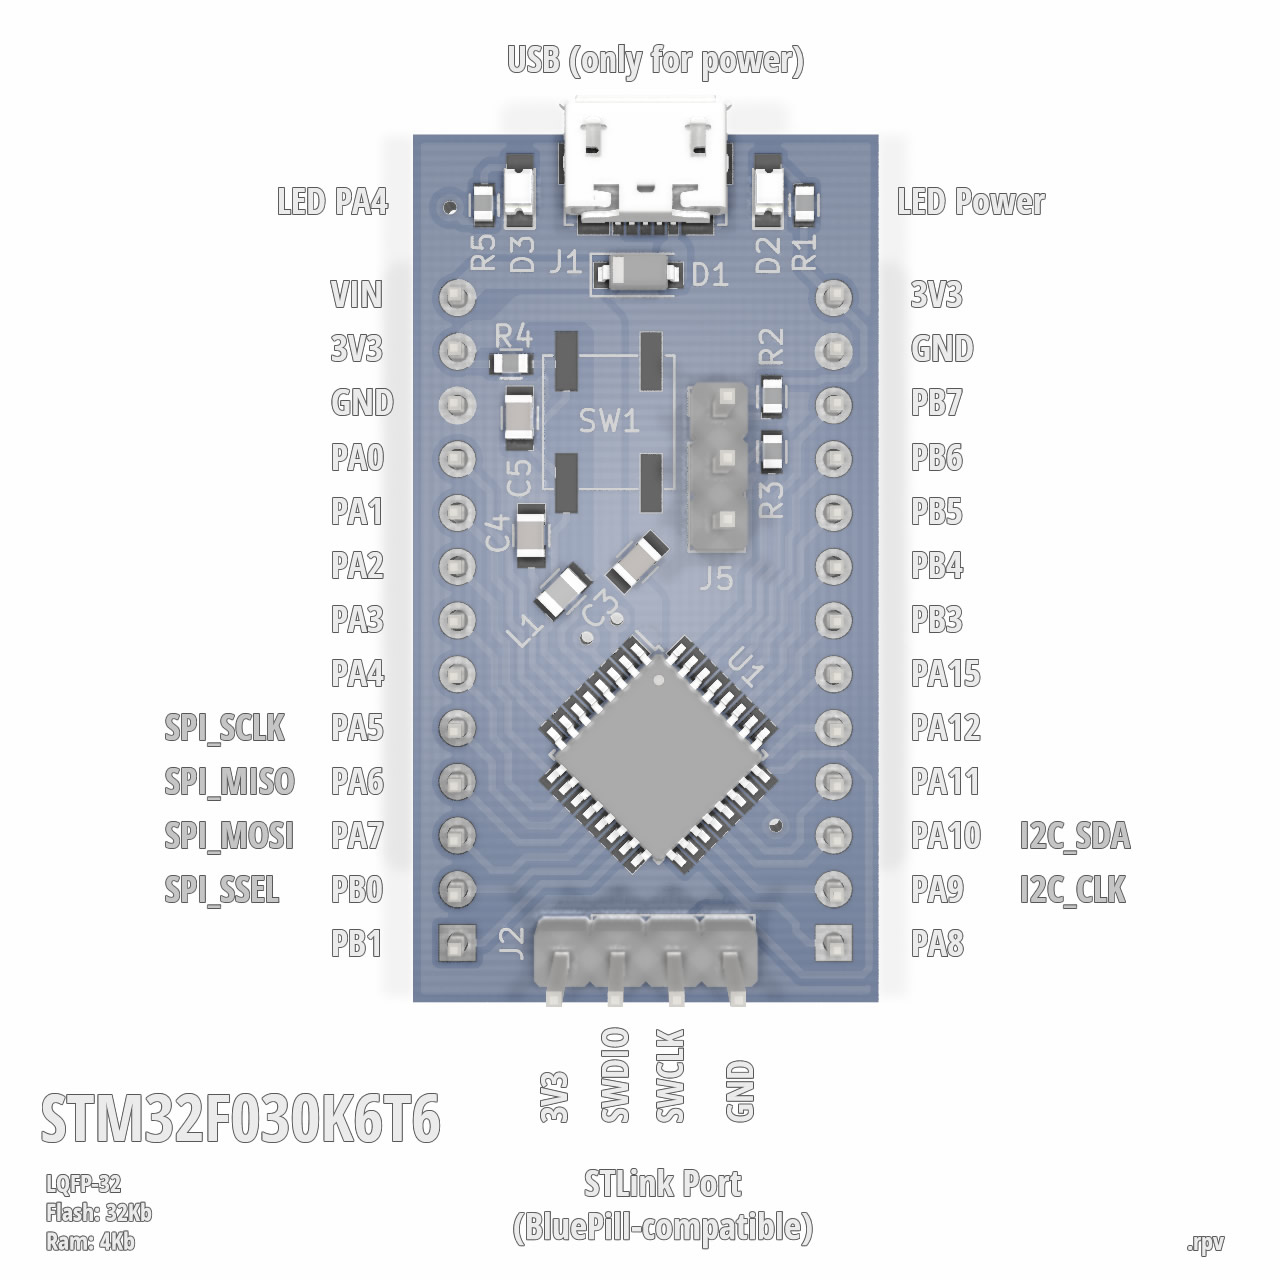 USB (only for power)
LED PA4
LED Power
R5
D3
J1
D1
D2
R1
VIN
3V3
3V3
R4
R2
GND
GND
PB7
SW1
PA0
PB6
C5
R3
PA1
PB5
C4
PA2
PB4
J5
PA3
PB3
L1
C3
PA4
U1
PA15
SPI_SCLK PA5
PA12
SPI_MISO PA6
PA11
SPI_MOSI PA7
PA10 I2C_SDA
SPI_SSEL PB0
PA9 I2C_CLK
PB1
J2
PA8
3V3
SWDIO
SWCLK
GND
STM32F030K6T6
LQFP-32
Flash: 32Kb
Ram: 4Kb
STLink Port
(BluePill-compatible)
.rpv